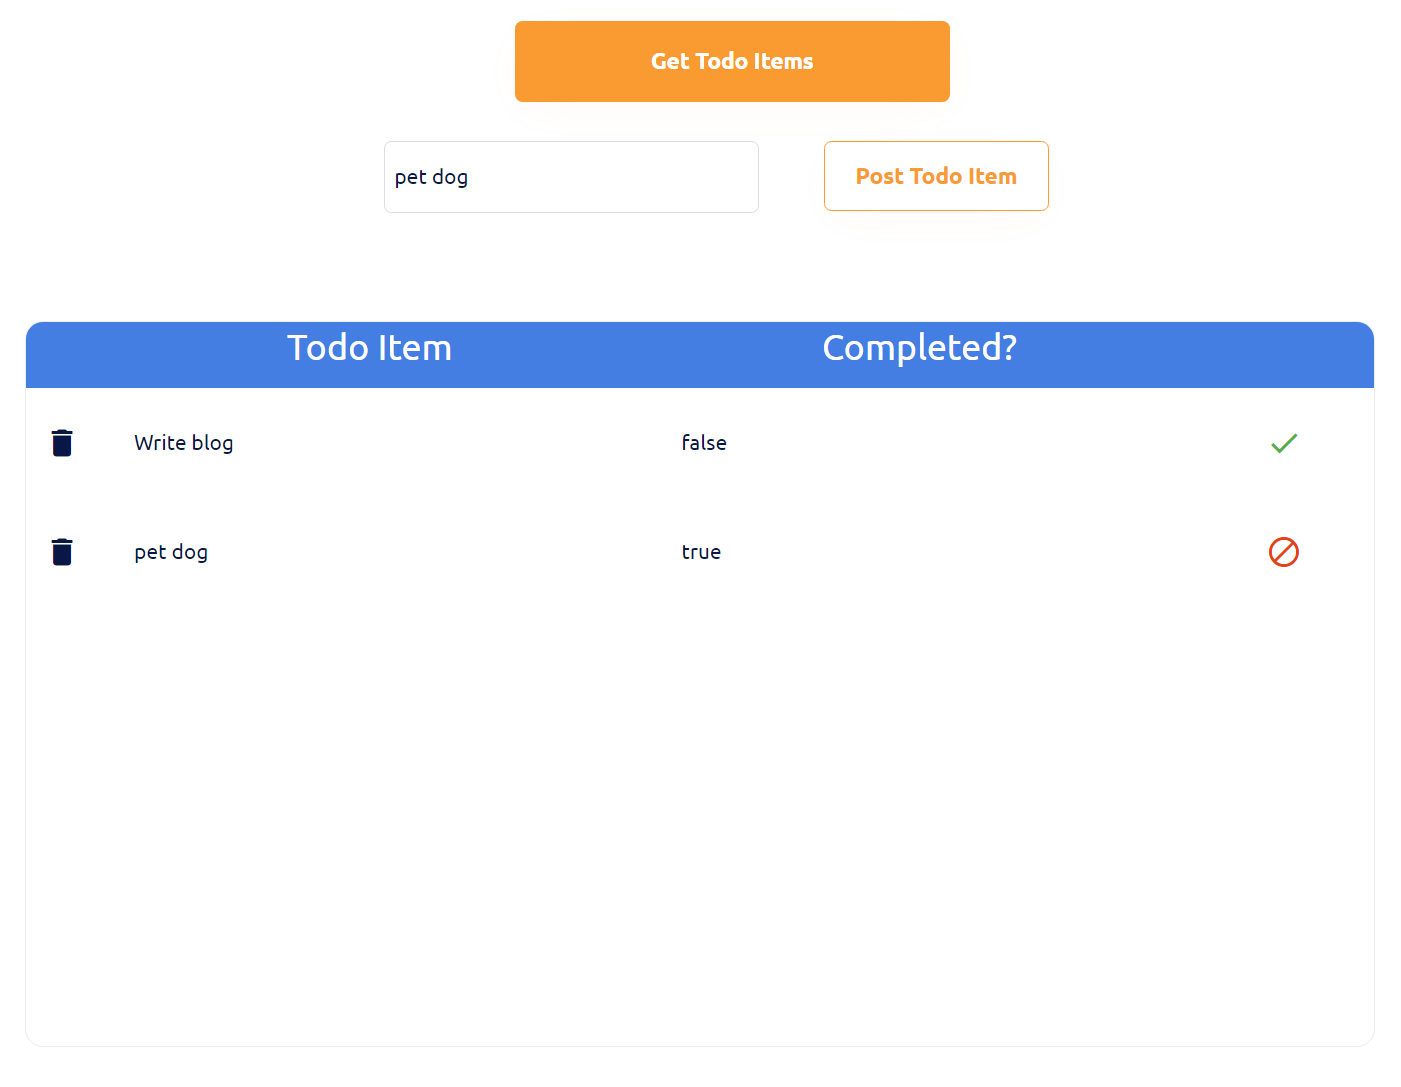 Get Todo Items
pet dog
Post Todo Item
Todo Item Completed?
Write blog false
pet dog true